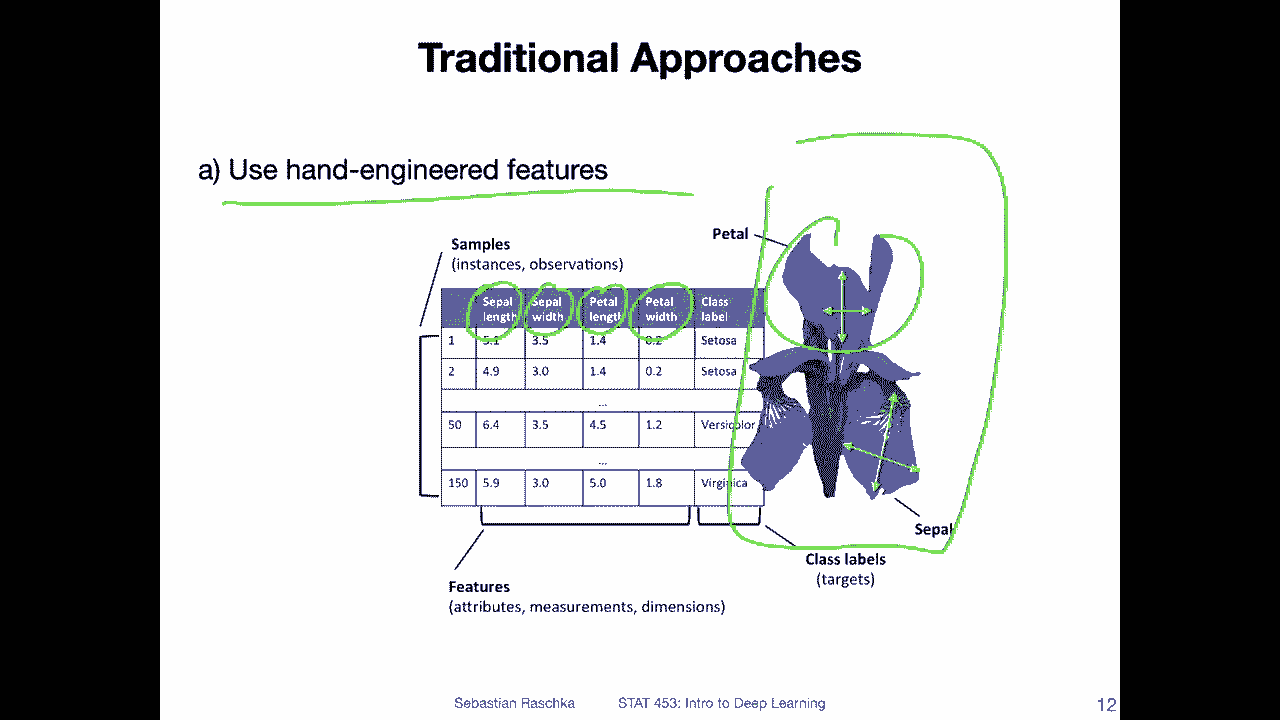 Traditional Approaches
a) Use hand-engineered features
Petal
Samples
(instances, observations)
Sepal length Sepal width Petal length Petal width Class label
1 5.1 3.5 1.4 0.2 Setosa
2 4.9 3.0 1.4 0.2 Setosa
...
50 6.4 3.5 4.5 1.2 Versicolor
...
150 5.9 3.0 5.0 1.8 Virginica
Sepal
Class labels
(targets)
Features
(attributes, measurements, dimensions)
Sebastian Raschka STAT 453: Intro to Deep Learning 12